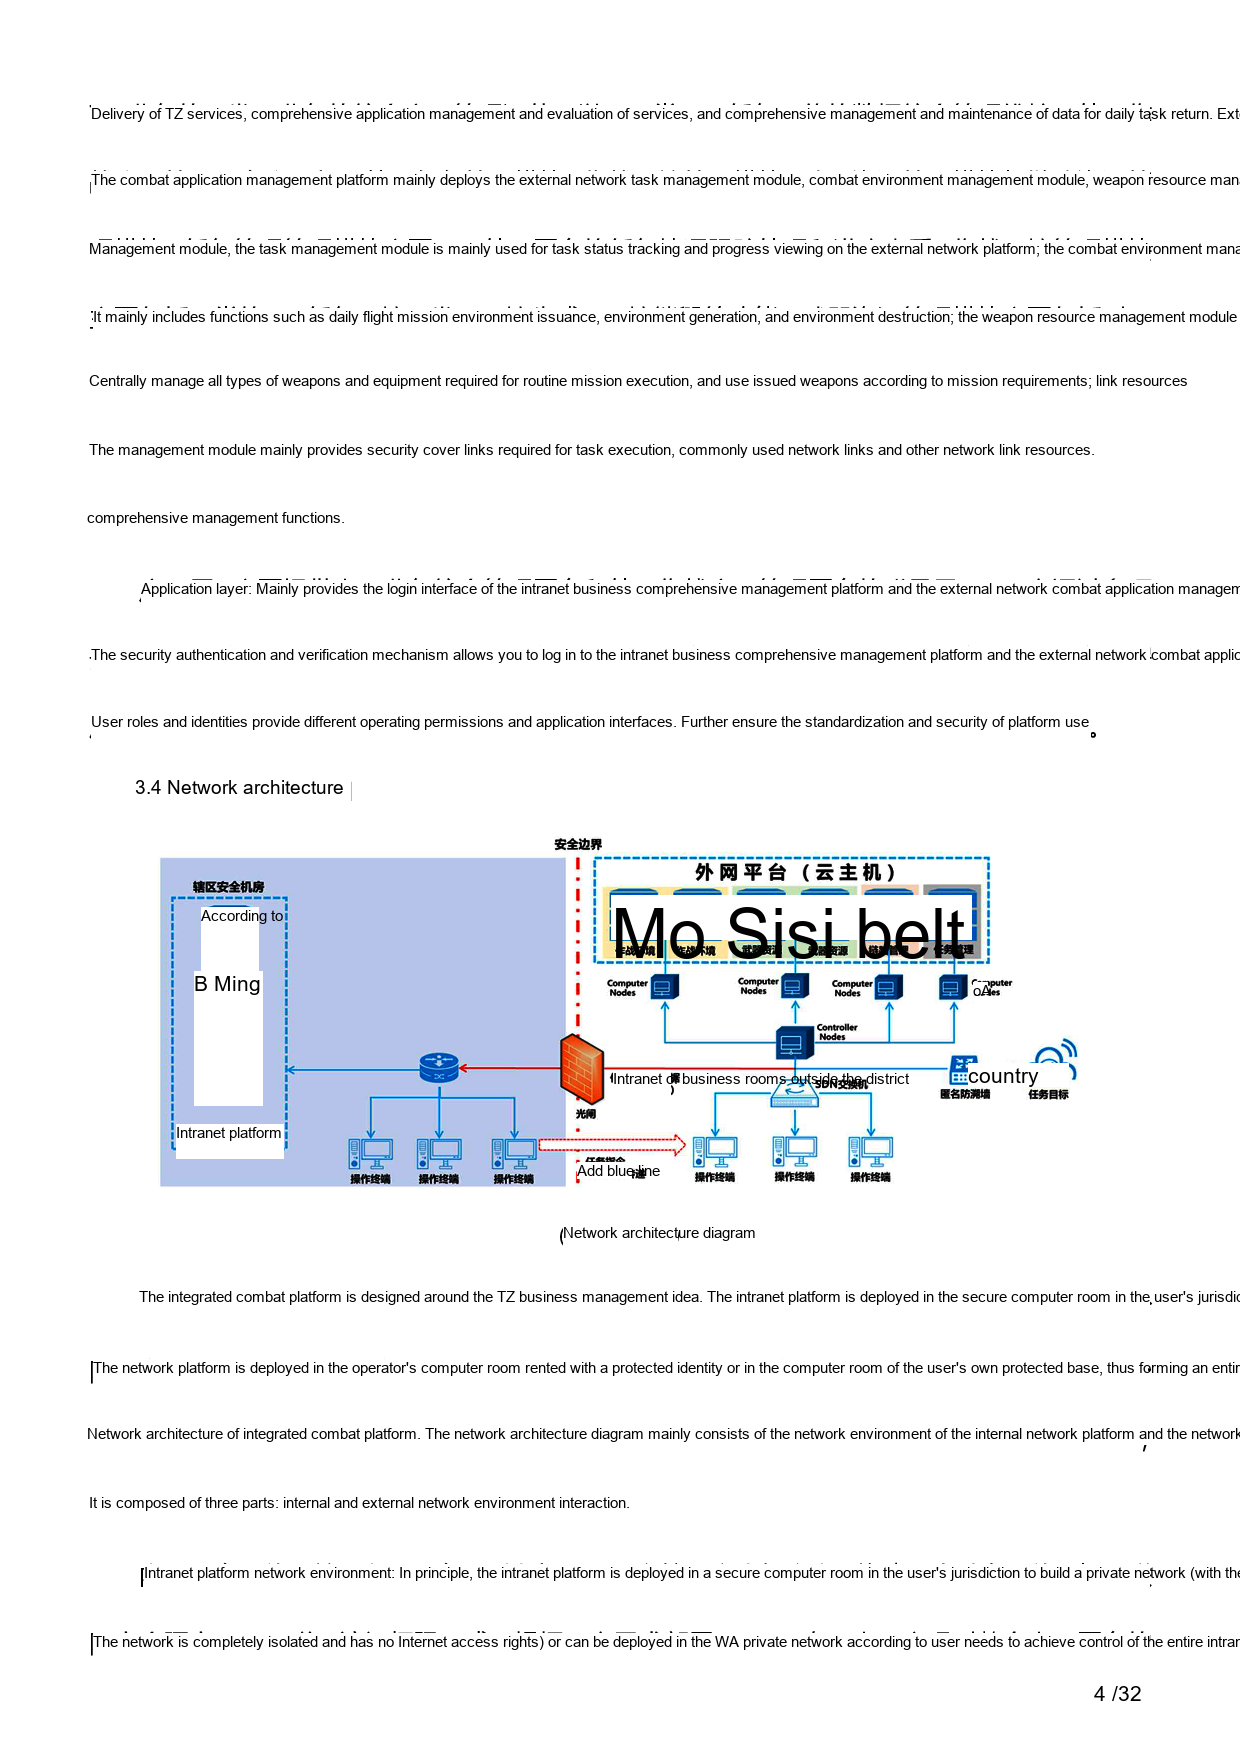 Delivery of TZ services, comprehensive application management and evaluation of services, and comprehensive management and maintenance of data for daily task return. Ext
The combat application management platform mainly deploys the external network task management module, combat environment management module, weapon resource man
Management module, the task management module is mainly used for task status tracking and progress viewing on the external network platform; the combat environment mana
It mainly includes functions such as daily flight mission environment issuance, environment generation, and environment destruction; the weapon resource management module
Centrally manage all types of weapons and equipment required for routine mission execution, and use issued weapons according to mission requirements; link resources
The management module mainly provides security cover links required for task execution, commonly used network links and other network link resources.
comprehensive management functions.
Application layer: Mainly provides the login interface of the intranet business comprehensive management platform and the external network combat application managem
The security authentication and verification mechanism allows you to log in to the intranet business comprehensive management platform and the external network combat applic
User roles and identities provide different operating permissions and application interfaces. Further ensure the standardization and security of platform use 。
3.4 Network architecture
安全边界
外网平台（云主机）
辖区安全机房
According to
Mo Sisi belt
作战环境 作战环境 武器资源 武器资源 链路管理 任务管理
B Ming
Computer Nodes
Computer Nodes
Computer Nodes
Computer Nodes
oA
Controller Nodes
Intranet or business rooms outside the district
SDN交换机
country
匿名防溯墙
任务目标
光闸
Intranet platform
Add blue line
操作终端
操作终端
操作终端
操作终端
操作终端
操作终端
(Network architecture diagram
The integrated combat platform is designed around the TZ business management idea. The intranet platform is deployed in the secure computer room in the user's jurisdic
The network platform is deployed in the operator's computer room rented with a protected identity or in the computer room of the user's own protected base, thus forming an entir
Network architecture of integrated combat platform. The network architecture diagram mainly consists of the network environment of the internal network platform and the network
It is composed of three parts: internal and external network environment interaction.
Intranet platform network environment: In principle, the intranet platform is deployed in a secure computer room in the user's jurisdiction to build a private network (with the
The network is completely isolated and has no Internet access rights) or can be deployed in the WA private network according to user needs to achieve control of the entire intran
4 /32